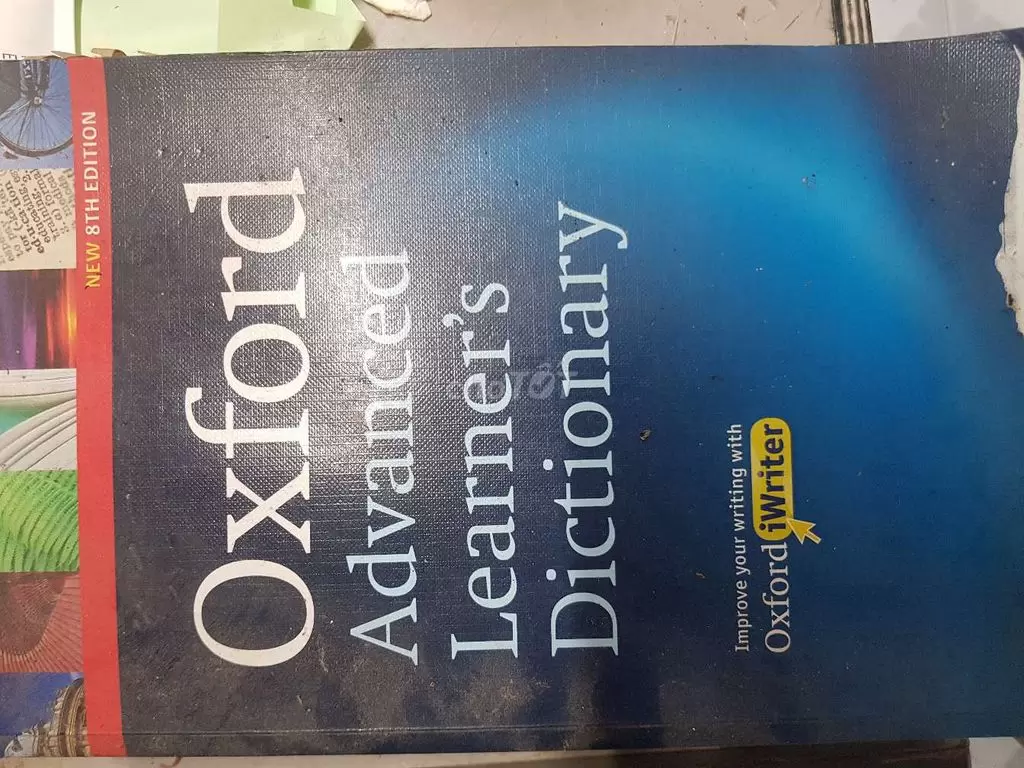 NEW 8TH EDITION
Oxford
Advanced
Learner's
Dictionary
Improve your writing with
Oxford iWriter